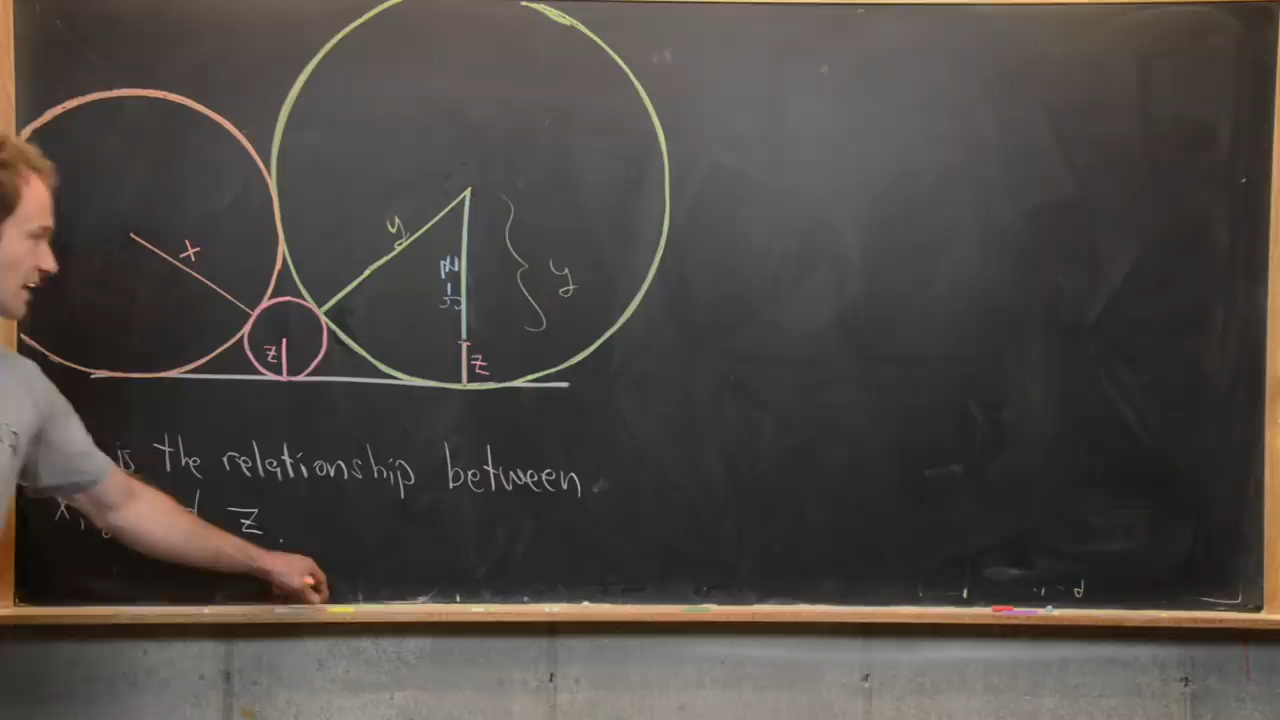 x
y
y-z
y
z
z
is the relationship between
x, z.